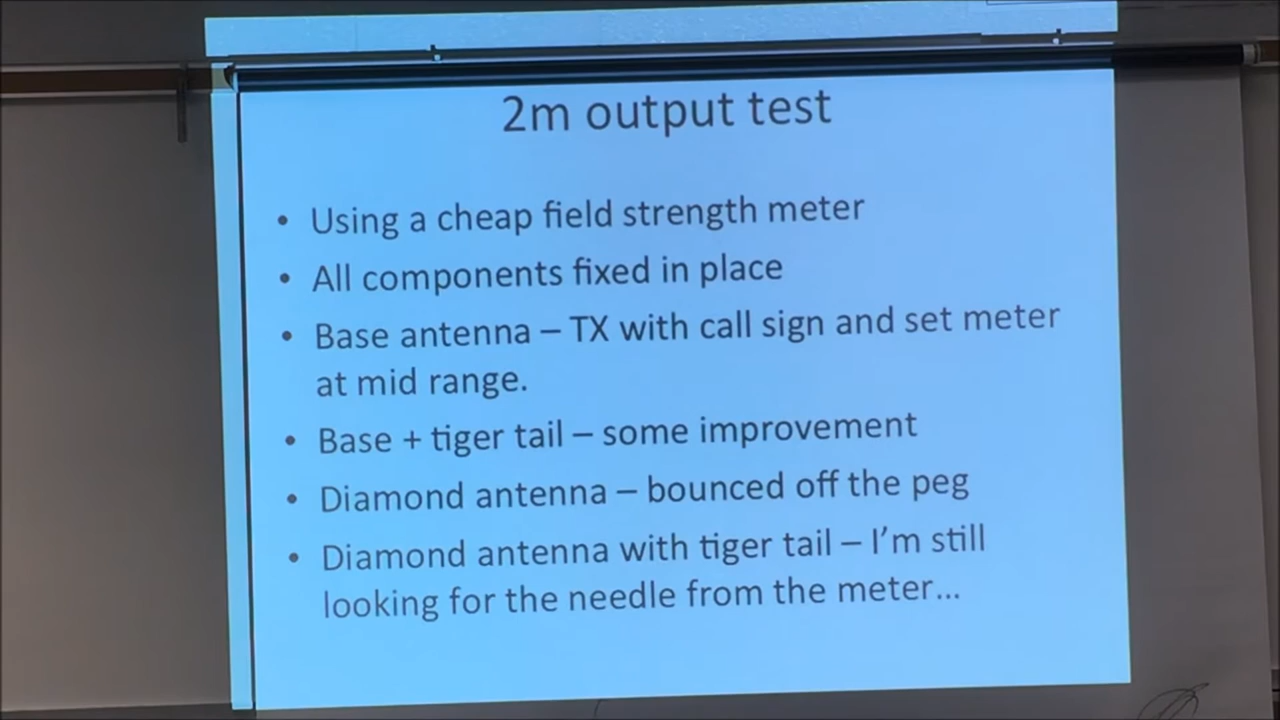 2m output test
• Using a cheap field strength meter
• All components fixed in place
• Base antenna – TX with call sign and set meter
at mid range.
• Base + tiger tail – some improvement
• Diamond antenna – bounced off the peg
• Diamond antenna with tiger tail – I’m still
looking for the needle from the meter…